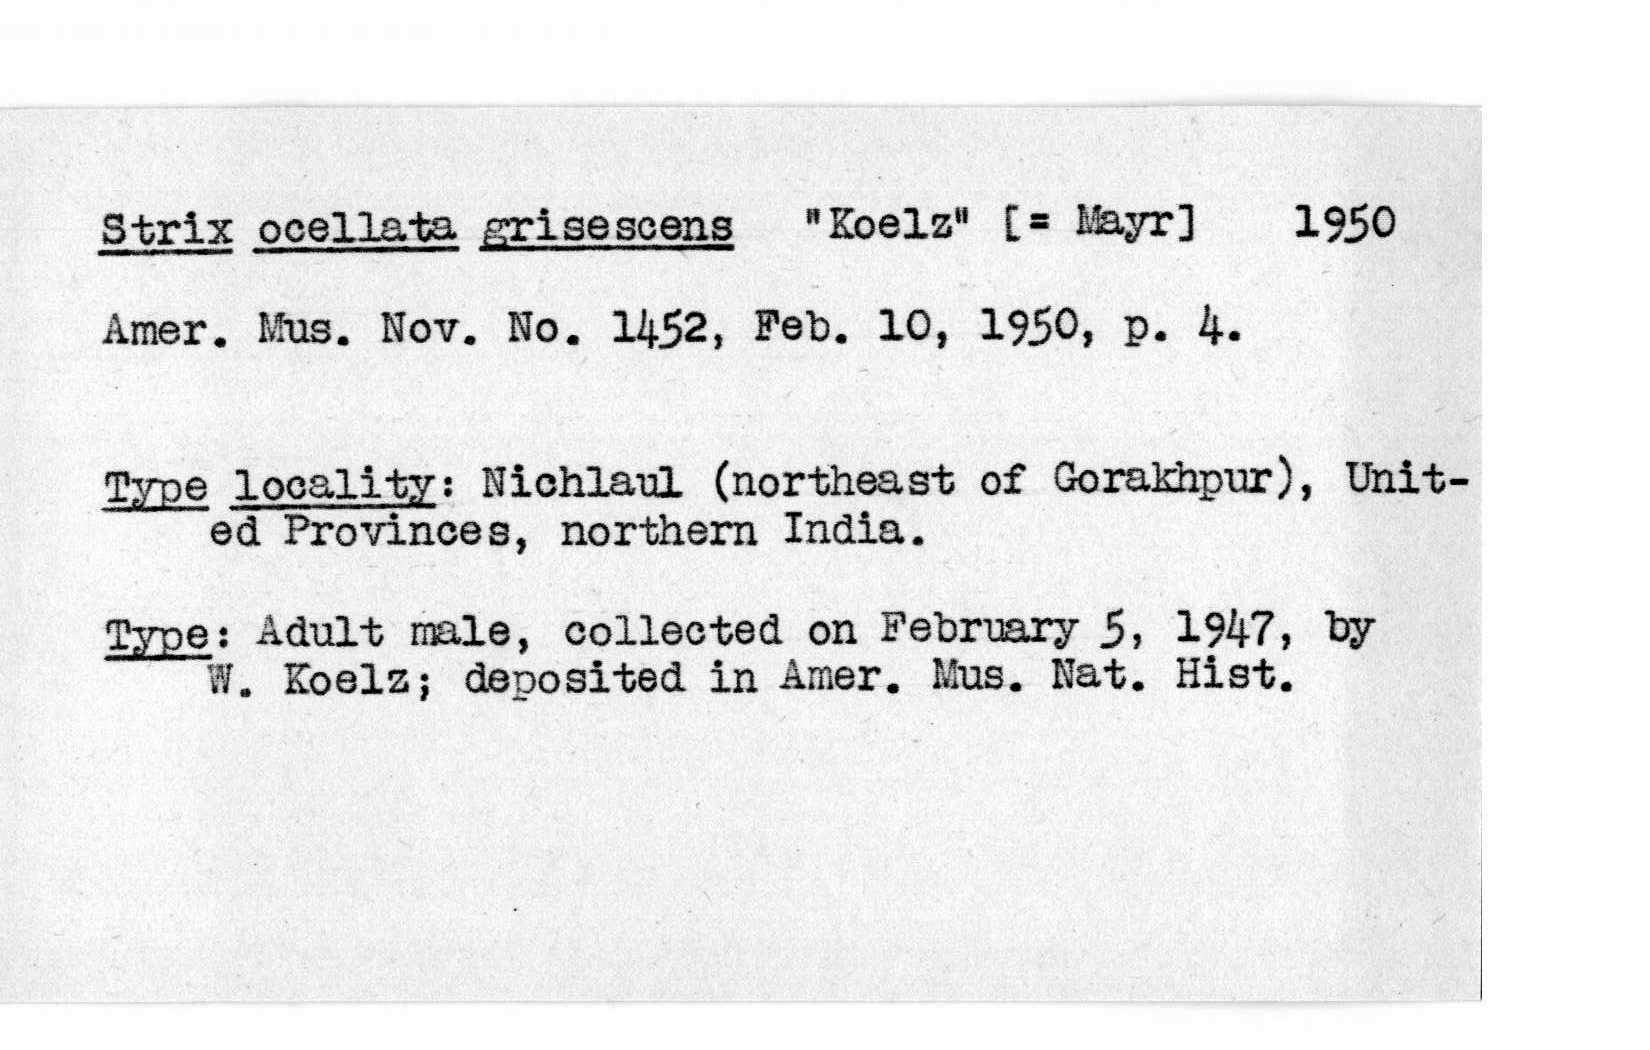 Strix ocellata grisescens "Koelz" [= Mayr] 1950
Amer. Mus. Nov. No. 1452, Feb. 10, 1950, p. 4.
Type locality: Nichlaul (northeast of Gorakhpur), Unit-
ed Provinces, northern India.
Type: Adult male, collected on February 5, 1947, by
W. Koelz; deposited in Amer. Mus. Nat. Hist.